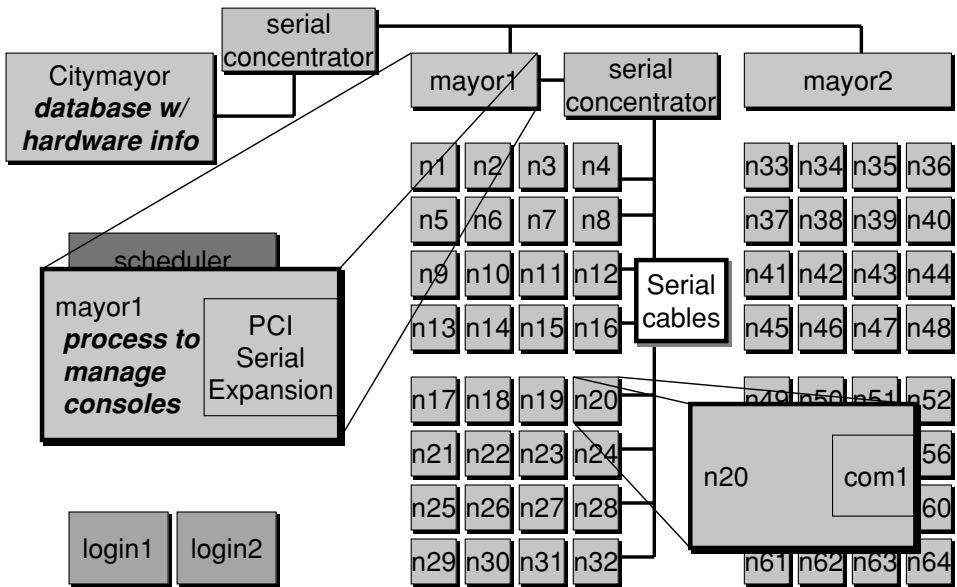 serial
concentrator
Citymayor
database w/
hardware info
mayor1
serial
concentrator
mayor2
n1 n2 n3 n4
n33 n34 n35 n36
n5 n6 n7 n8
n37 n38 n39 n40
n9 n10 n11 n12
n41 n42 n43 n44
n13 n14 n15 n16
n45 n46 n47 n48
Serial
cables
scheduler
mayor1
process to
manage
consoles
PCI
Serial
Expansion
n17 n18 n19 n20
n49 n50 n51 n52
n21 n22 n23 n24
56
n25 n26 n27 n28
60
n29 n30 n31 n32
n61 n62 n63 n64
n20
com1
login1
login2